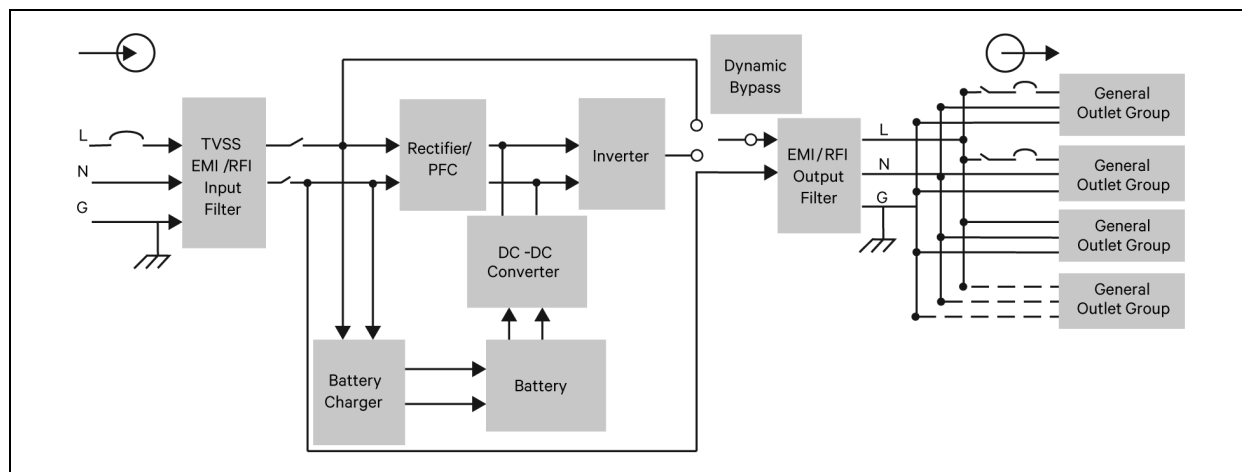 Dynamic
Bypass
General
Outlet Group
L
TVSS
EMI /RFI
Input
Filter
Rectifier/
PFC
Inverter
L
EMI/RFI
Output
Filter
N
N
G
G
General
Outlet Group
General
Outlet Group
DC -DC
Converter
General
Outlet Group
Battery
Charger
Battery